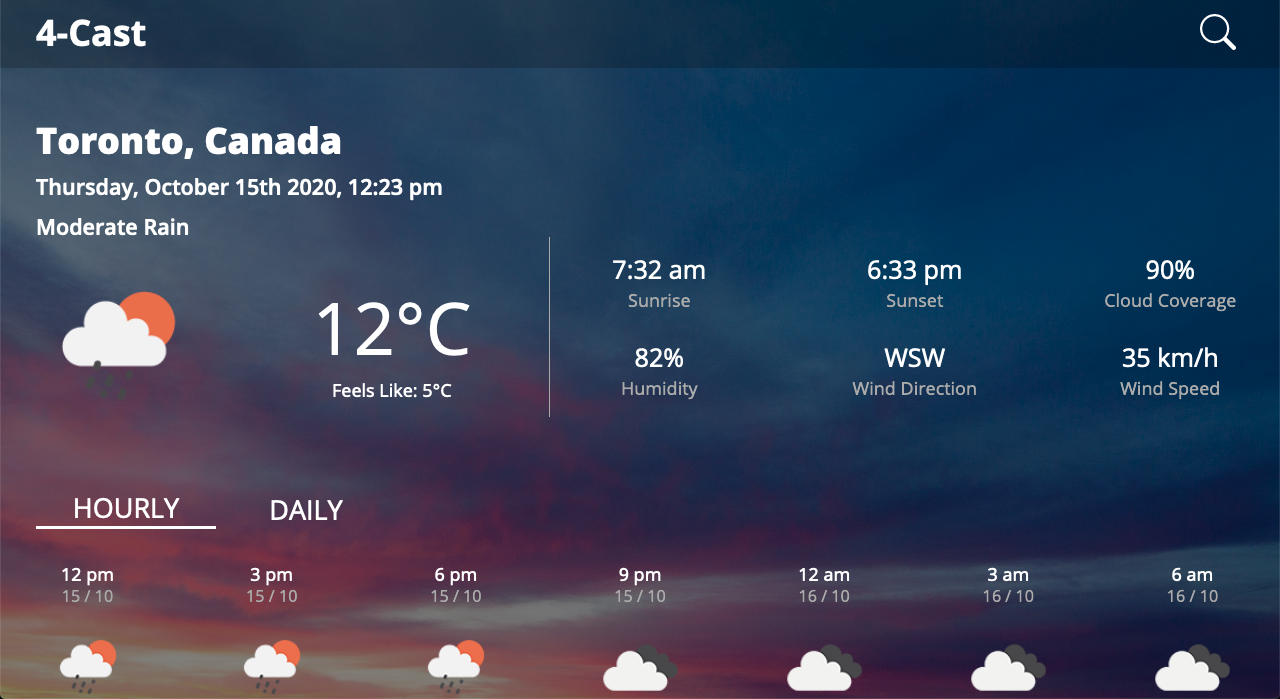 4-Cast
Toronto, Canada
Thursday, October 15th 2020, 12:23 pm
Moderate Rain
12°C
Feels Like: 5°C
7:32 am
Sunrise
6:33 pm
Sunset
90%
Cloud Coverage
82%
Humidity
WSW
Wind Direction
35 km/h
Wind Speed
HOURLY
DAILY
12 pm
15 / 10
3 pm
15 / 10
6 pm
15 / 10
9 pm
15 / 10
12 am
16 / 10
3 am
16 / 10
6 am
16 / 10